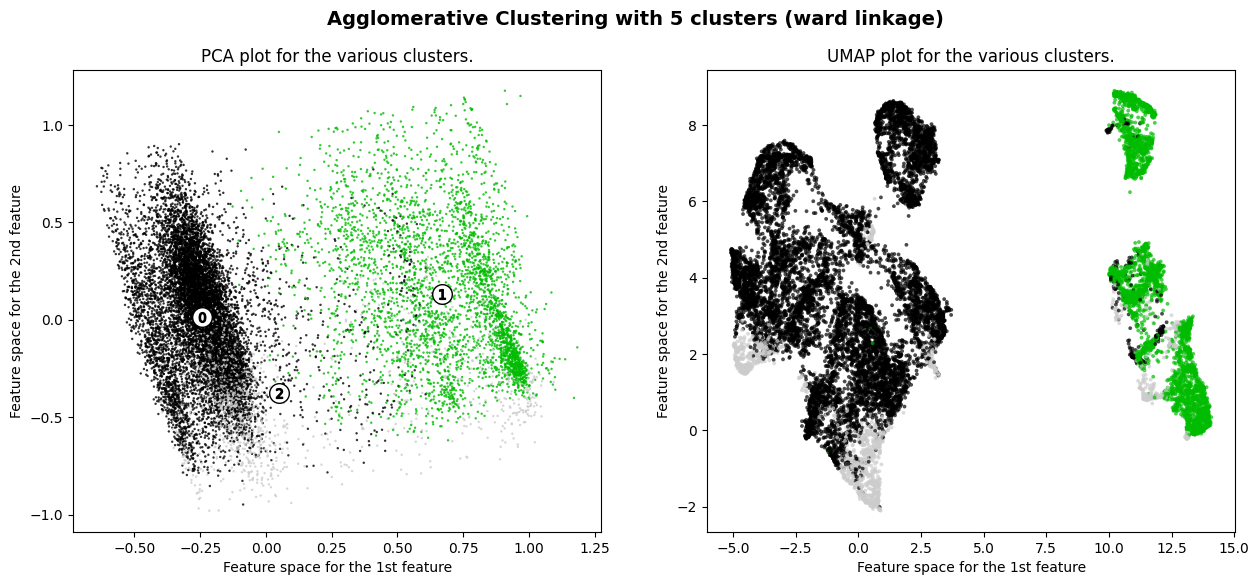 Agglomerative Clustering with 5 clusters (ward linkage)
PCA plot for the various clusters.
Feature space for the 2nd feature
1.0
0.5
0.0
−0.5
−1.0
0
1
2
−0.50 −0.25 0.00 0.25 0.50 0.75 1.00 1.25
Feature space for the 1st feature
UMAP plot for the various clusters.
Feature space for the 2nd feature
8
6
4
2
0
−2
−5.0 −2.5 0.0 2.5 5.0 7.5 10.0 12.5 15.0
Feature space for the 1st feature